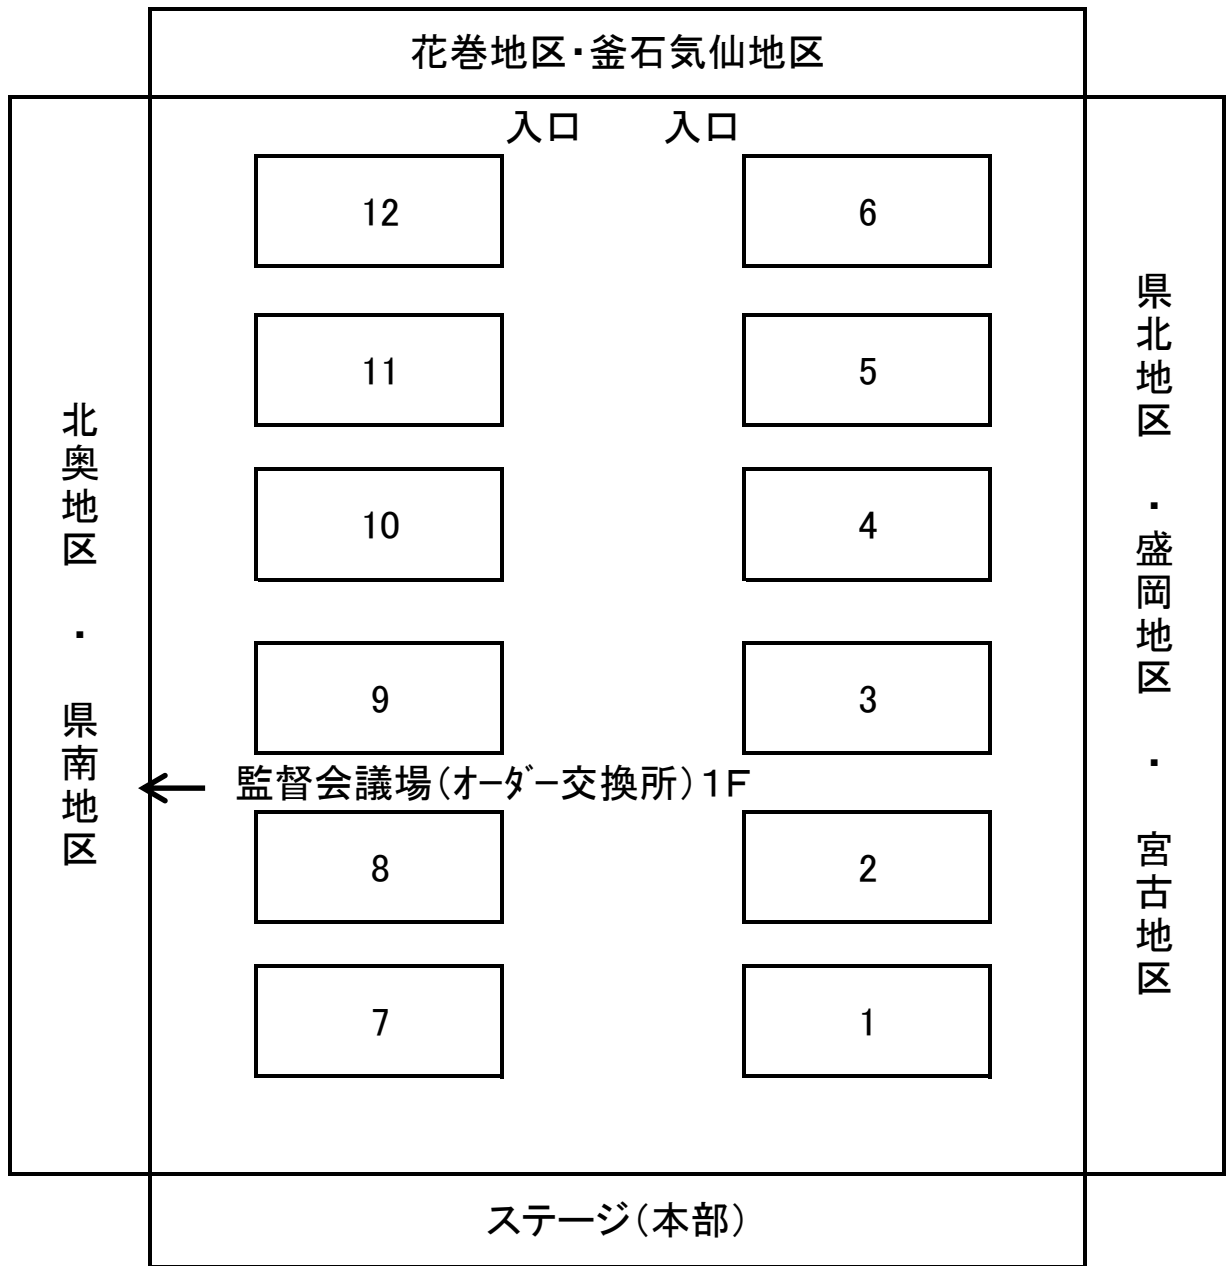 花巻地区・釜石気仙地区
入口 入口
12 6
11 5
10 4
9 3
監督会議場(オーダー交換所)1F
8 2
7 1
北奥地区 ・ 県南地区
県北地区 ・盛岡地区 ・ 宮古地区
ステージ(本部)